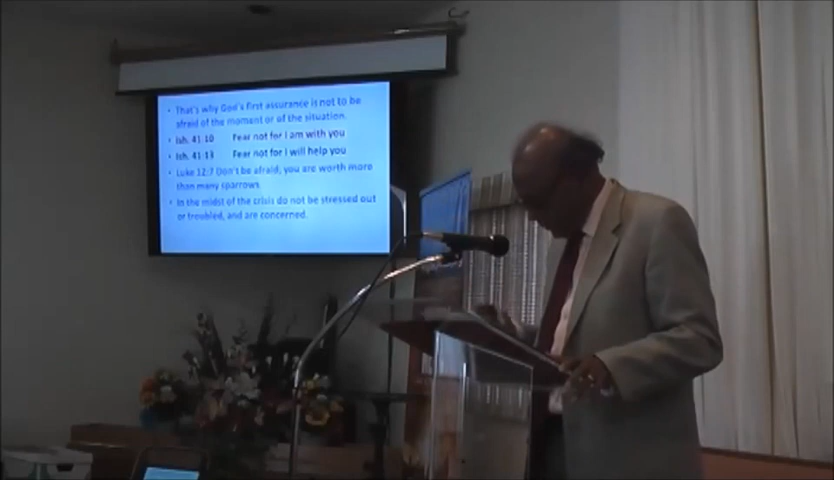 • That's why God's first assurance is not to be
afraid of the moment or of the situation.
• Ish. 41:10 Fear not for I am with you
• Ish. 41:13 Fear not for I will help you
• Luke 12:7 Don't be afraid, you are worth more
than many sparrows.
• In the midst of the crisis do not be stressed out
or troubled, and are concerned.